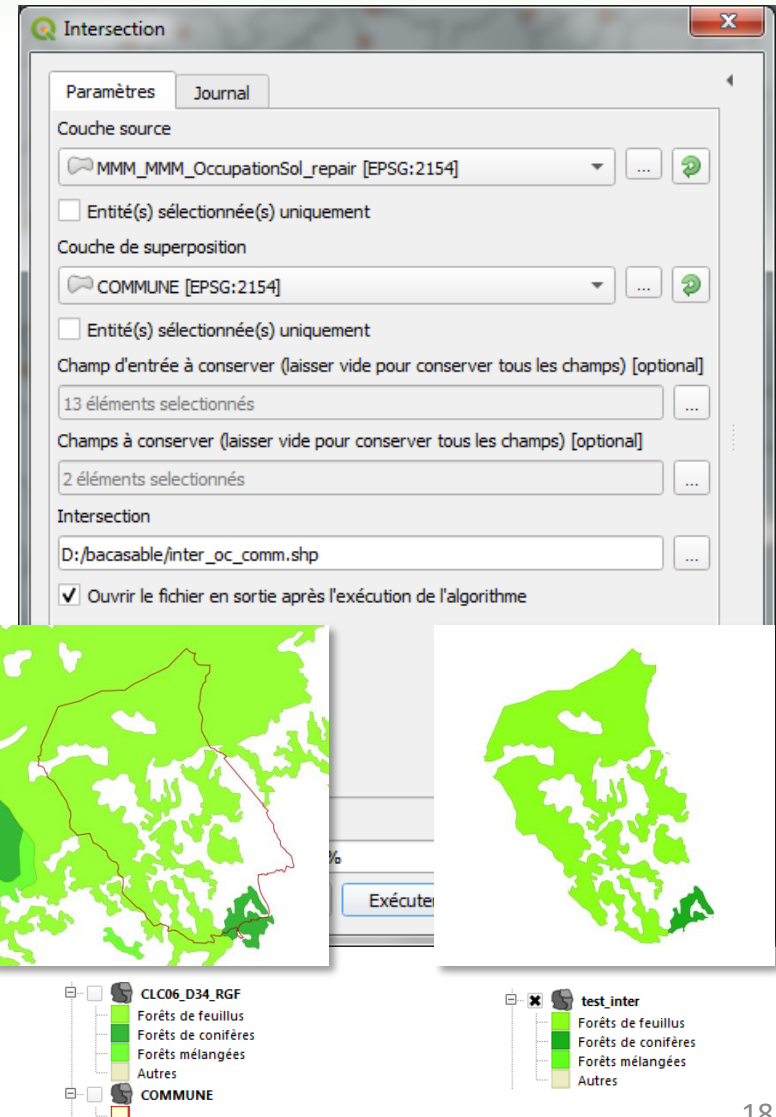 Intersection
Paramètres Journal
Couche source
MMM_MMM_OccupationSol_repair [EPSG:2154]
...
Entité(s) sélectionnée(s) uniquement
Couche de superposition
COMMUNE [EPSG:2154]
...
Entité(s) sélectionnée(s) uniquement
Champ d'entrée à conserver (laisser vide pour conserver tous les champs) [optional]
13 éléments selectionnés
...
Champs à conserver (laisser vide pour conserver tous les champs) [optional]
2 éléments selectionnés
...
Intersection
D:/bacasable/inter_oc_comm.shp
...
Ouvrir le fichier en sortie après l'exécution de l'algorithme
%
Exécuter
CLC06_D34_RGF
Forêts de feuillus
Forêts de conifères
Forêts mélangées
Autres
COMMUNE
test_inter
Forêts de feuillus
Forêts de conifères
Forêts mélangées
Autres
18